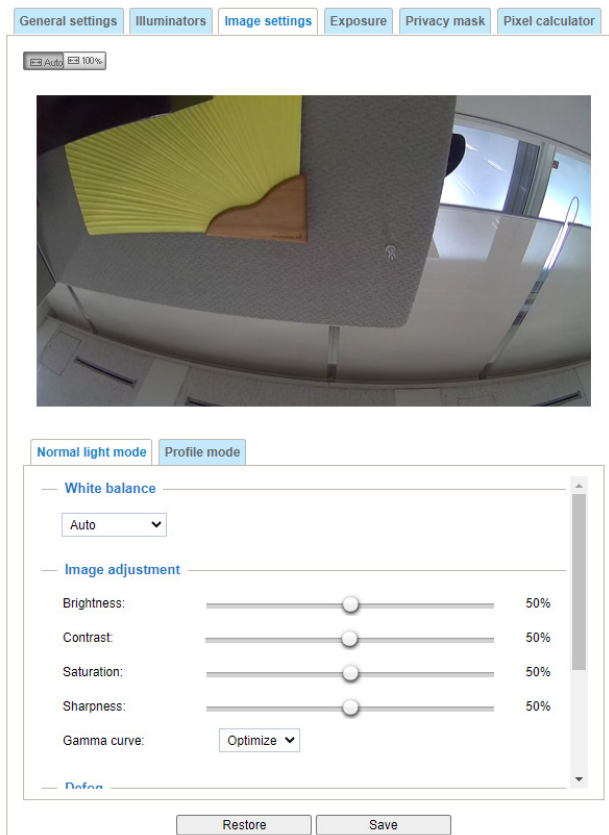 General settings Illuminators Image settings Exposure Privacy mask Pixel calculator
Auto 100%
Normal light mode Profile mode
White balance
Auto
Image adjustment
Brightness: 50%
Contrast: 50%
Saturation: 50%
Sharpness: 50%
Gamma curve: Optimize
Defog
Restore Save